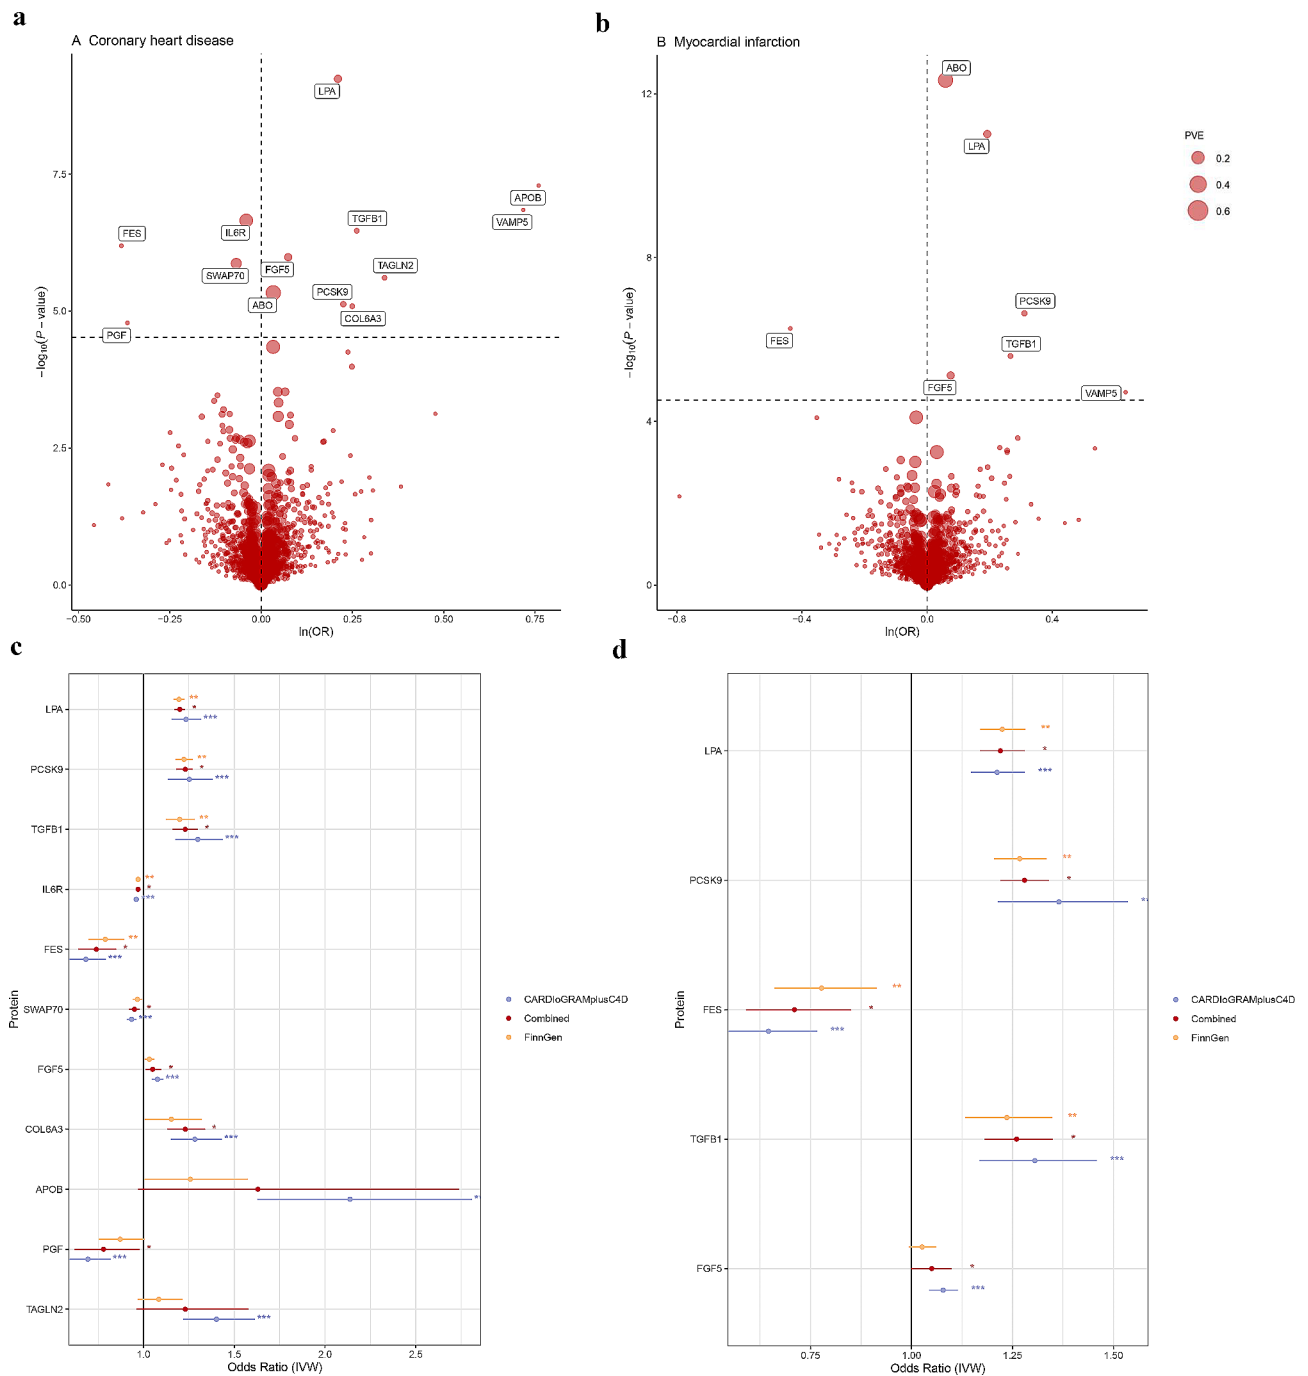 a
A Coronary heart disease
LPA
APOB
VAMP5
TGFB1
IL6R
FES
SWAP70
FGF5
TAGLN2
PCSK9
ABO
COL6A3
PGF
7.5
5.0
2.5
0.0
−log10(P − value)
−0.50
−0.25
0.00
0.25
0.50
0.75
ln(OR)
b
B Myocardial infarction
ABO
LPA
PCSK9
FES
TGFB1
FGF5
VAMP5
12
8
4
0
−log10(P − value)
−0.8
−0.4
0.0
0.4
ln(OR)
PVE
0.2
0.4
0.6
c
Protein
LPA
** * ***
PCSK9
** * ***
TGFB1
** * ***
IL6R
** * ***
FES
** * ***
SWAP70
* ***
FGF5
* ***
COL6A3
* ***
APOB
**
PGF
* ***
TAGLN2
***
1.0
1.5
2.0
2.5
Odds Ratio (IVW)
CARDIoGRAMplusC4D
Combined
FinnGen
d
Protein
LPA
** * ***
PCSK9
** * **
FES
** * ***
TGFB1
** * ***
FGF5
* ***
0.75
1.00
1.25
1.50
Odds Ratio (IVW)
CARDIoGRAMplusC4D
Combined
FinnGen